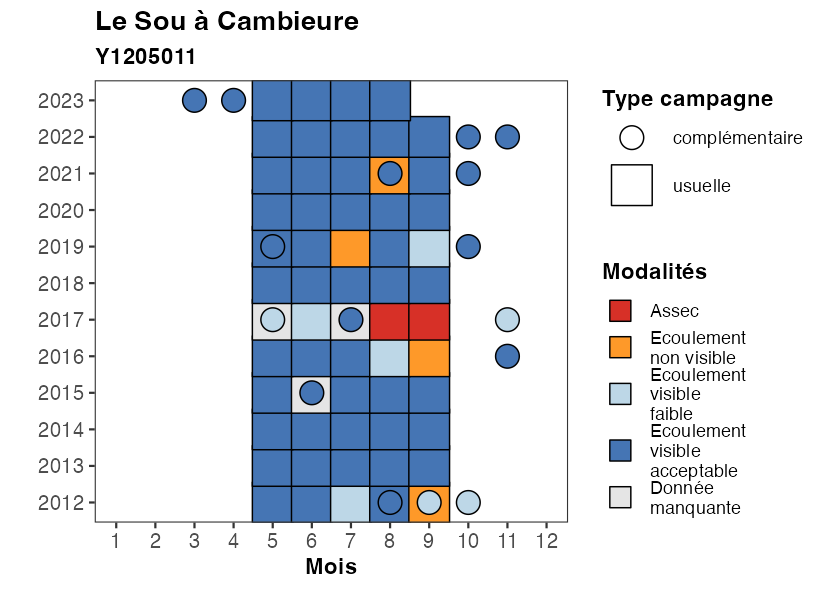 Le Sou à Cambieure
Y1205011
2023
2022
2021
2020
2019
2018
2017
2016
2015
2014
2013
2012
1 2 3 4 5 6 7 8 9 10 11 12
Mois
Type campagne
complémentaire
usuelle
Modalités
Assec
Ecoulement
non visible
Ecoulement
visible
faible
Ecoulement
visible
acceptable
Donnée
manquante